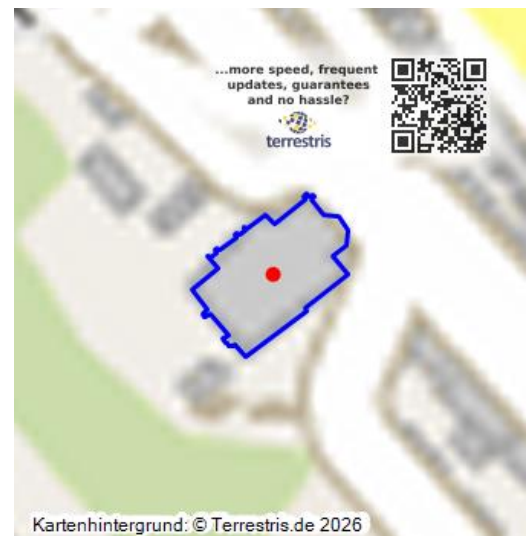 ...more speed, frequent
updates, guarantees
and no hassle?
terrestris
Kartenhintergrund: © Terrestris.de 2026